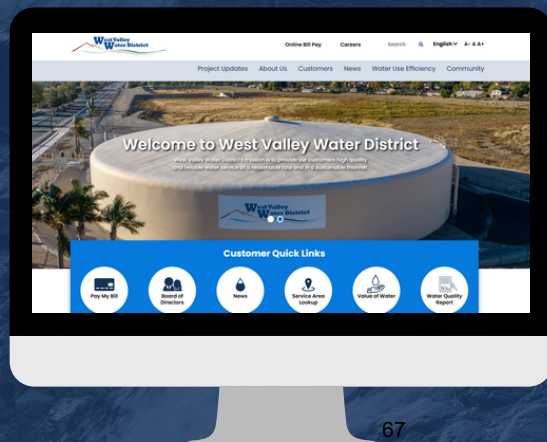 West Valley
Water District
Online Bill Pay Careers Search English A- A A+
Project Updates About Us Customers News Water Use Efficiency Community
Welcome to West Valley Water District
West Valley Water District's mission is to provide our customers high quality
and reliable water service at a reasonable rate and in a sustainable manner.
West Valley
Water District
Customer Quick Links
Pay My Bill
Board of
Directors
News
Service Area
Lookup
Value of Water
Water Quality
Report
67